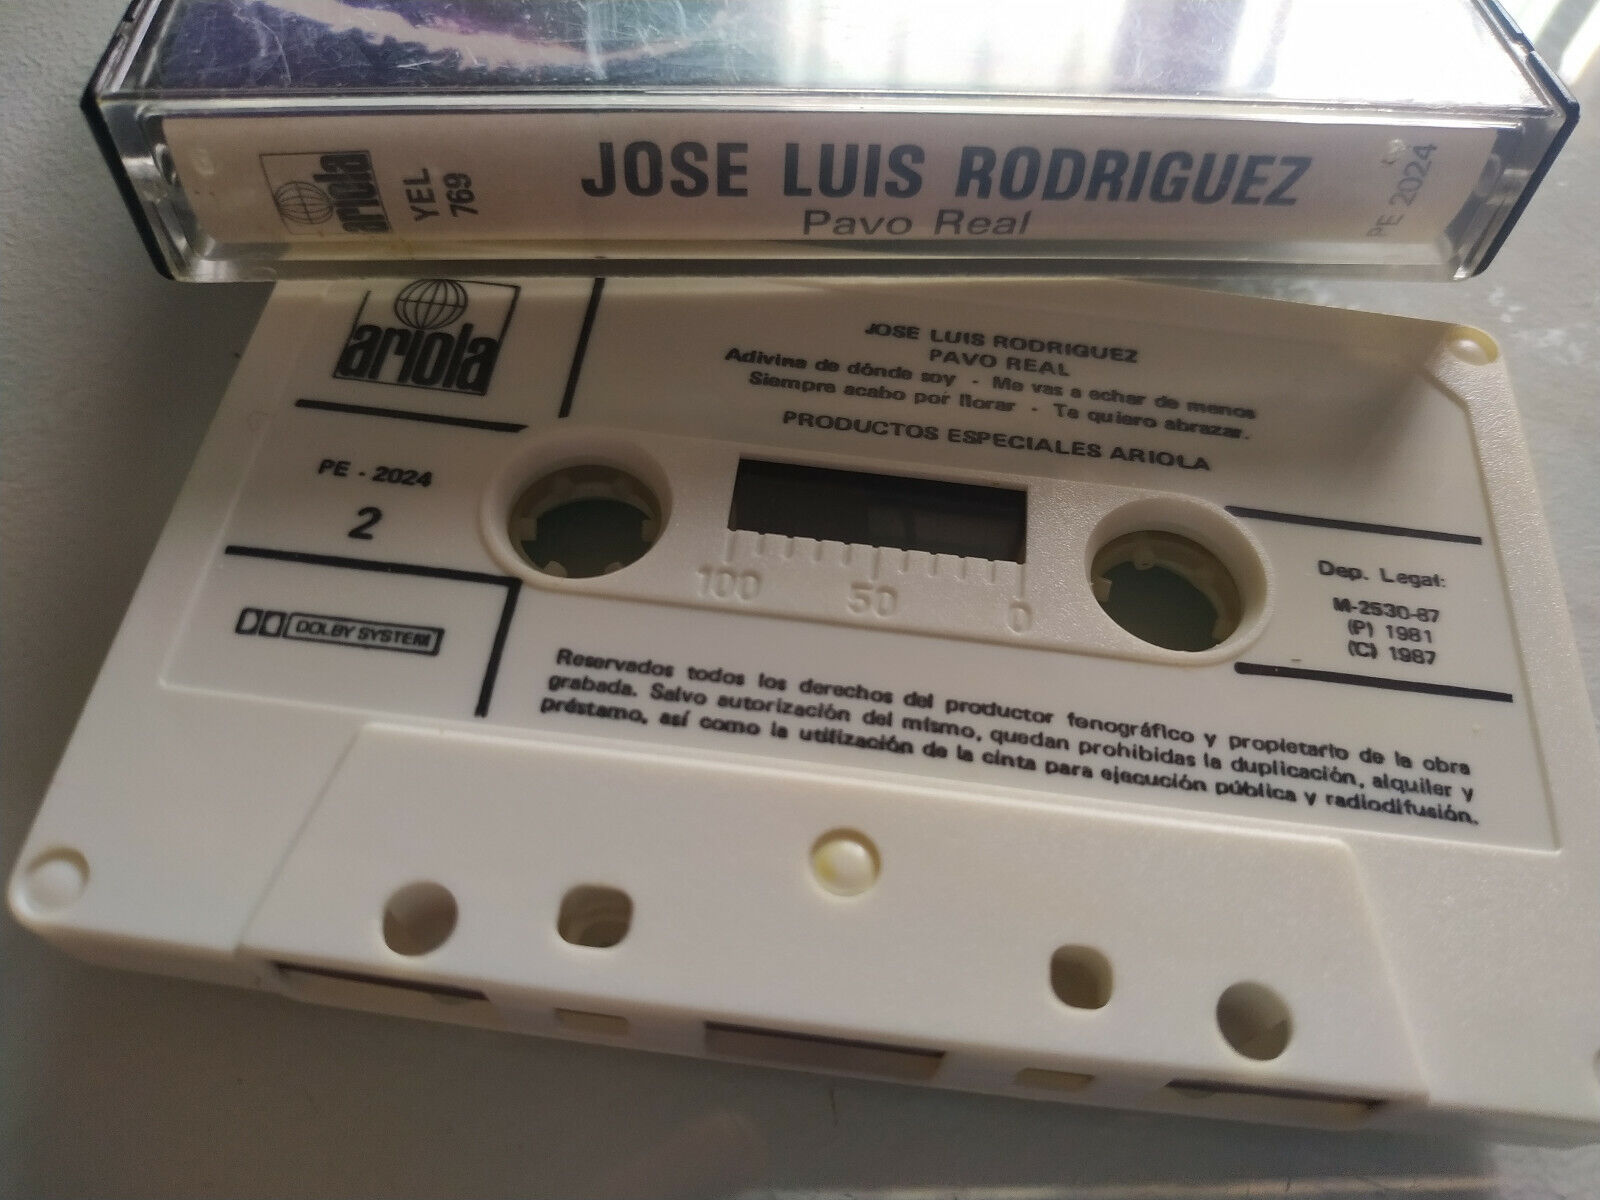 ariola
YEL
769
JOSE LUIS RODRIGUEZ
Pavo Real
PE 2024
ariola
JOSE LUIS RODRIGUEZ
PAVO REAL
Adivina de dónde soy - Me vas a echar de menos
Siempre acabo por llorar - Te quiero abrazar.
PRODUCTOS ESPECIALES ARIOLA
PE - 2024
2
DOLBY SYSTEM
100 50 0
Dep. Legal:
M-2530-87
(P) 1981
(C) 1987
Reservados todos los derechos del productor fonográfico y propietario de la obra
grabada. Salvo autorización del mismo, quedan prohibidas la duplicación, alquiler y
préstamo, así como la utilización de la cinta para ejecución pública y radiodifusión.